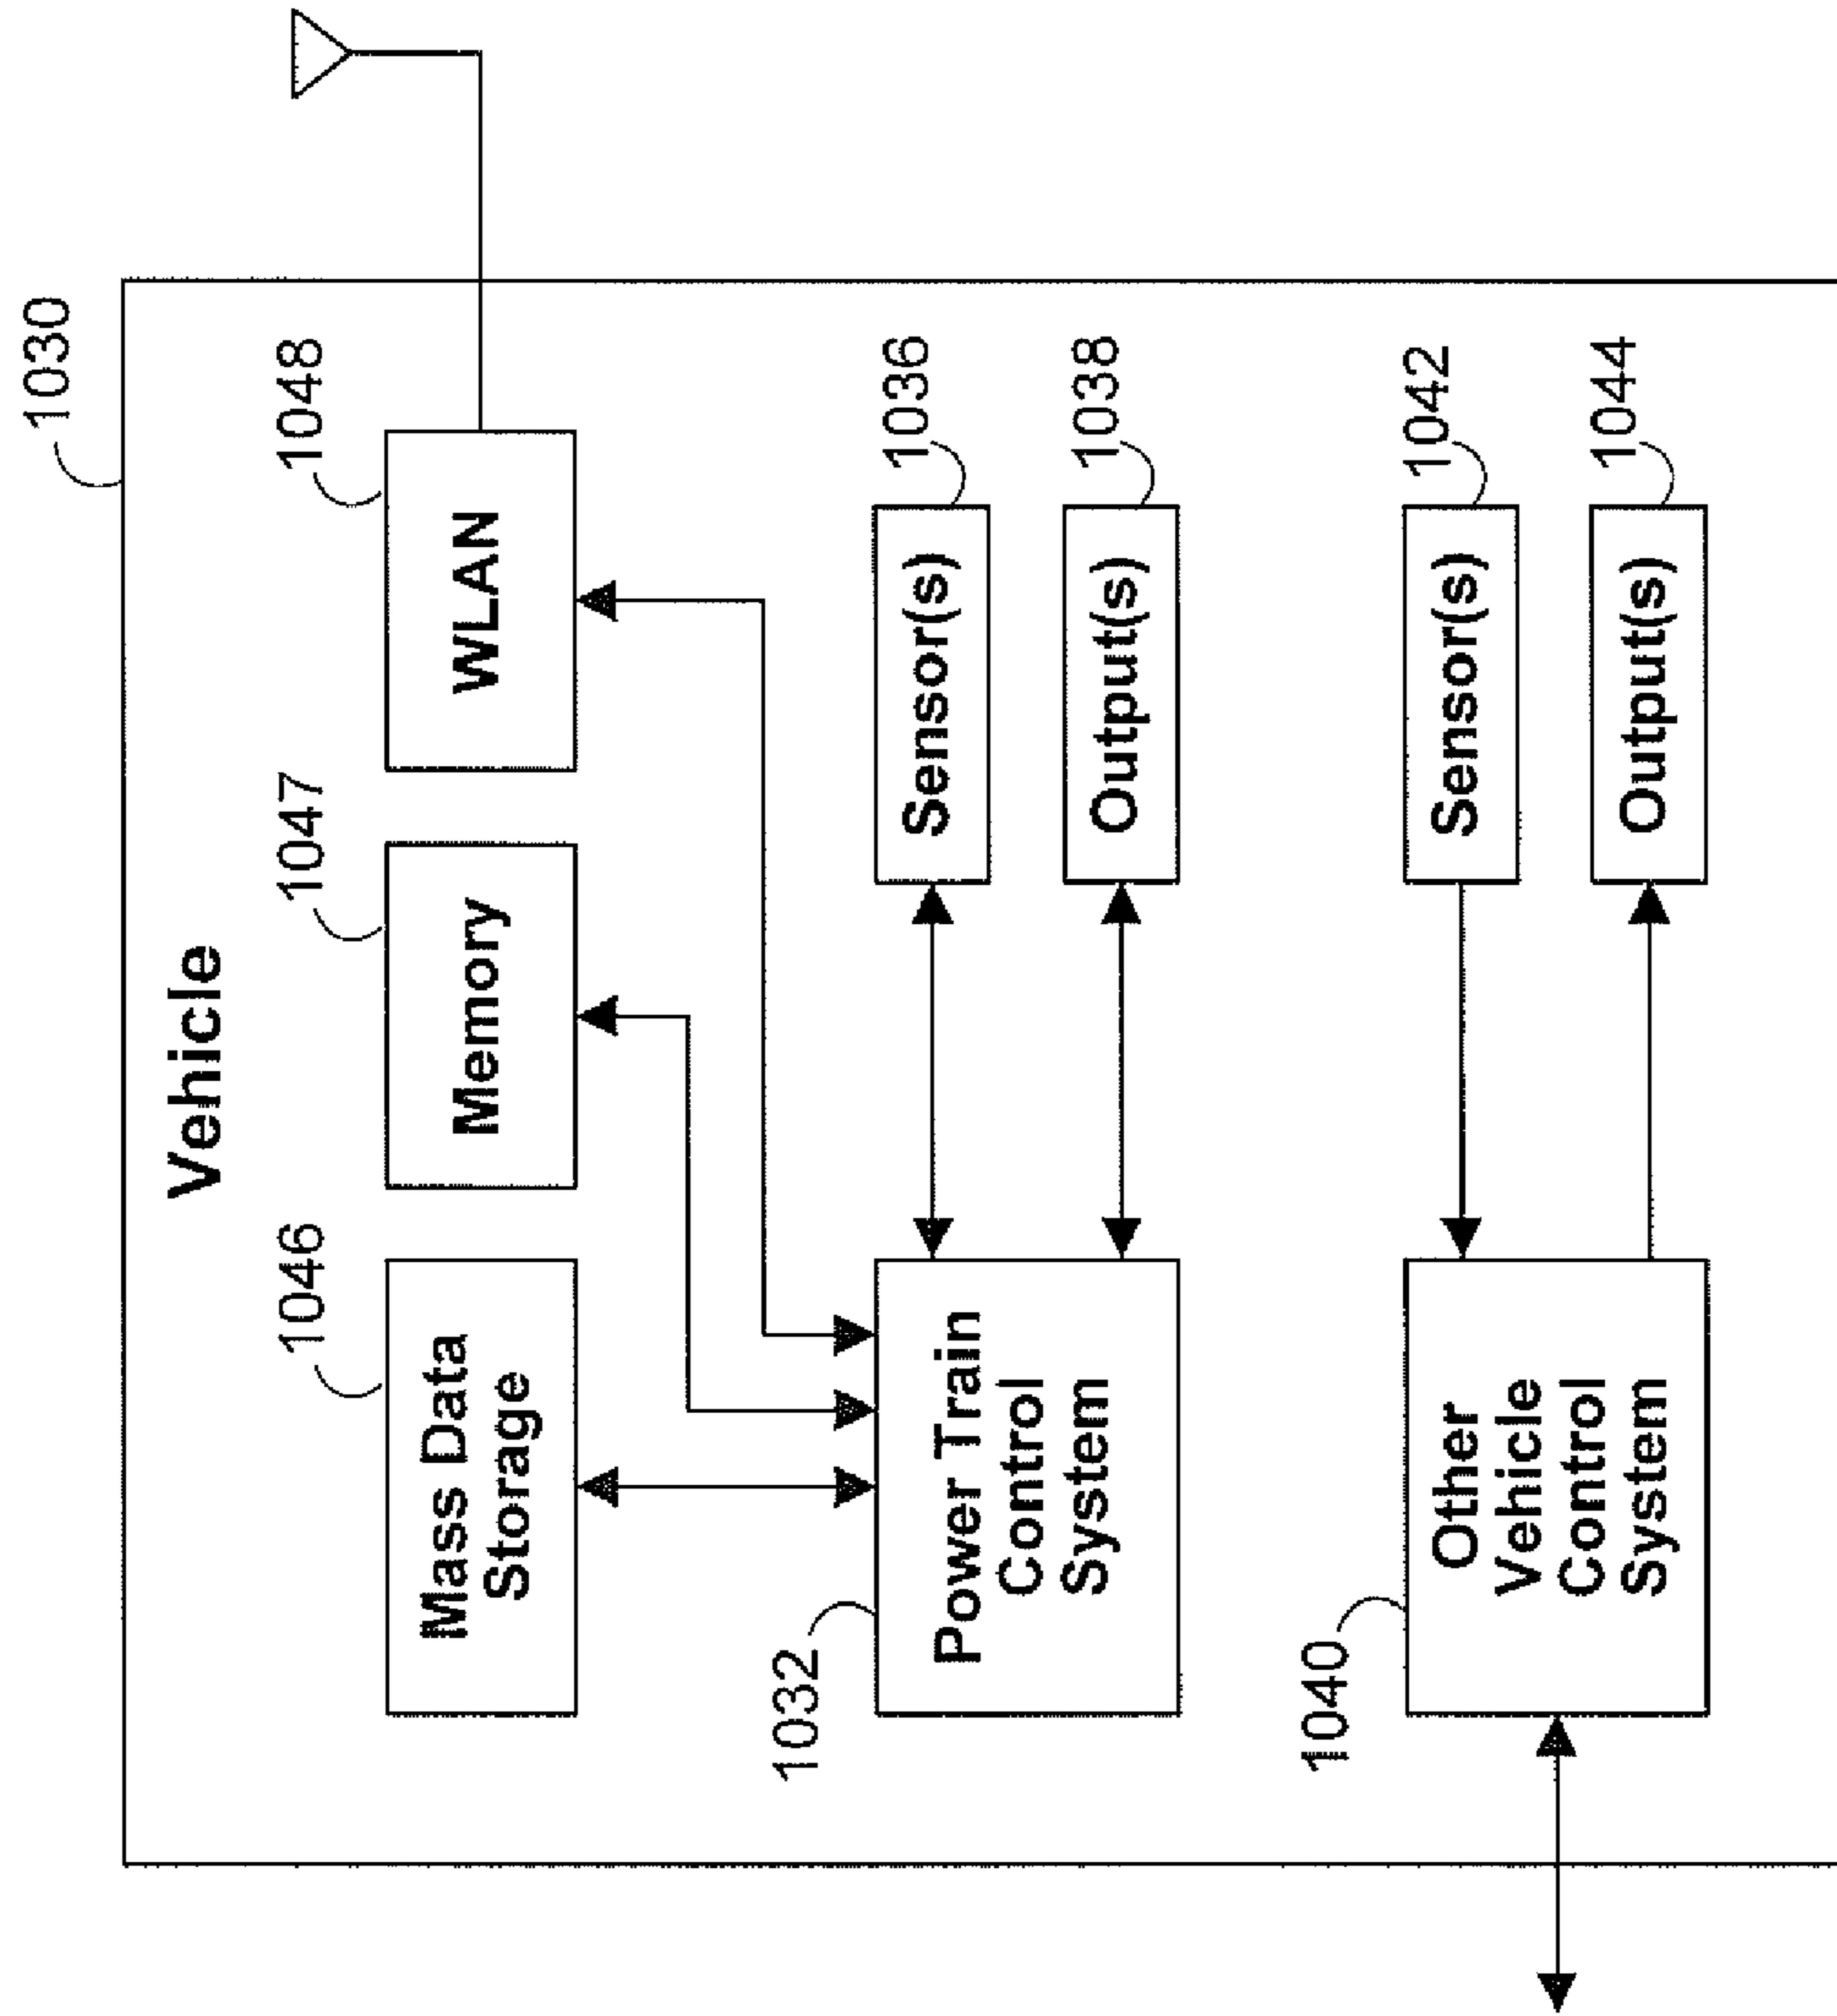 1030
Vehicle
1046
1047
1048
Mass Data
Storage
Memory
WLAN
1032
Power Train
Control
System
Sensor(s)
1036
Output(s)
1038
1040
Other
Vehicle
Control
System
Sensor(s)
1042
Output(s)
1044